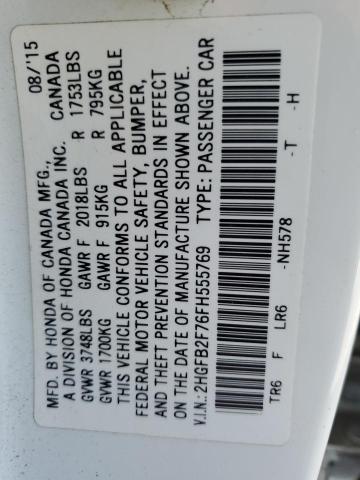 MFD. BY HONDA OF CANADA MFG., 08/'15
A DIVISION OF HONDA CANADA INC. CANADA
GVWR 3748LBS GAWR F 2018LBS R 1753LBS
GVWR 1700KG GAWR F 915KG R 795KG
THIS VEHICLE CONFORMS TO ALL APPLICABLE
FEDERAL MOTOR VEHICLE SAFETY, BUMPER,
AND THEFT PREVENTION STANDARDS IN EFFECT
ON THE DATE OF MANUFACTURE SHOWN ABOVE.
V.I.N.: 2HGFB2F76FH555769 TYPE: PASSENGER CAR
TR6 F LR6 -NH578 -T -H